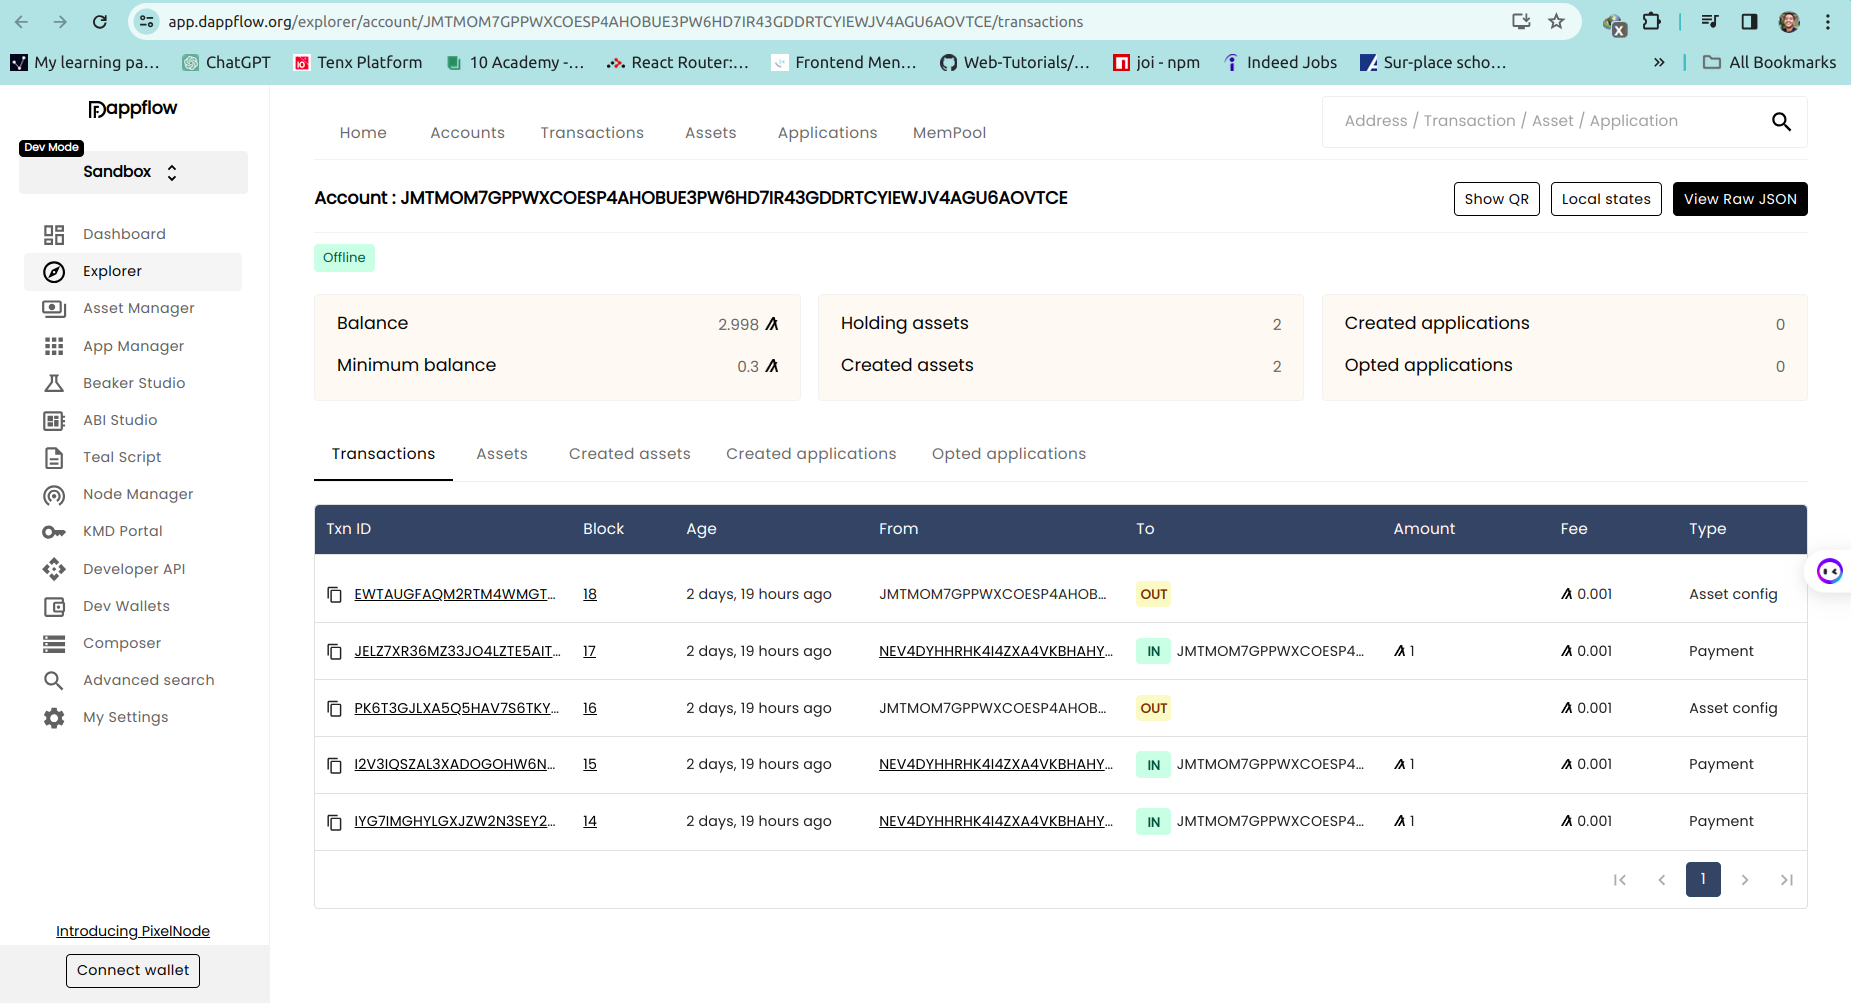 app.dappflow.org/explorer/account/JMTMOM7GPPWXCOESP4AHOBUE3PW6HD7IR43GDDRTCYIEWJV4AGU6AOVTCE/transactions
My learning pa... ChatGPT Tenx Platform 10 Academy -... React Router:... Frontend Men... Web-Tutorials/... joi - npm Indeed Jobs Sur-place scho... » All Bookmarks
Dappflow
Dev Mode
Sandbox
Dashboard
Explorer
Asset Manager
App Manager
Beaker Studio
ABI Studio
Teal Script
Node Manager
KMD Portal
Developer API
Dev Wallets
Composer
Advanced search
My Settings
Introducing PixelNode
Connect wallet
Home Accounts Transactions Assets Applications MemPool
Address / Transaction / Asset / Application
Account : JMTMOM7GPPWXCOESP4AHOBUE3PW6HD7IR43GDDRTCYIEWJV4AGU6AOVTCE
Show QR Local states View Raw JSON
Offline
Balance 2.998
Minimum balance 0.3
Holding assets 2
Created assets 2
Created applications 0
Opted applications 0
Transactions Assets Created assets Created applications Opted applications
Txn ID Block Age From To Amount Fee Type
EWTAUGFAQM2RTM4WMGT... 18 2 days, 19 hours ago JMTMOM7GPPWXCOESP4AHOB... OUT 0.001 Asset config
JELZ7XR36MZ33JO4LZTE5AIT... 17 2 days, 19 hours ago NEV4DYHHRHK4I4ZXA4VKBHAHY... IN JMTMOM7GPPWXCOESP4... 1 0.001 Payment
PK6T3GJLXA5Q5HAV7S6TKY... 16 2 days, 19 hours ago JMTMOM7GPPWXCOESP4AHOB... OUT 0.001 Asset config
I2V3IQSZAL3XADOGOHW6N... 15 2 days, 19 hours ago NEV4DYHHRHK4I4ZXA4VKBHAHY... IN JMTMOM7GPPWXCOESP4... 1 0.001 Payment
IYG7IMGHYLGXJZW2N3SEY2... 14 2 days, 19 hours ago NEV4DYHHRHK4I4ZXA4VKBHAHY... IN JMTMOM7GPPWXCOESP4... 1 0.001 Payment
1